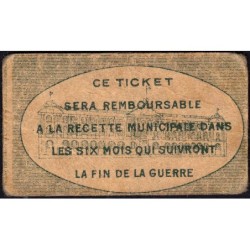 CE TICKET
SERA REMBOURSABLE
A LA RECETTE MUNICIPALE DANS
LES SIX MOIS QUI SUIVRONT
LA FIN DE LA GUERRE